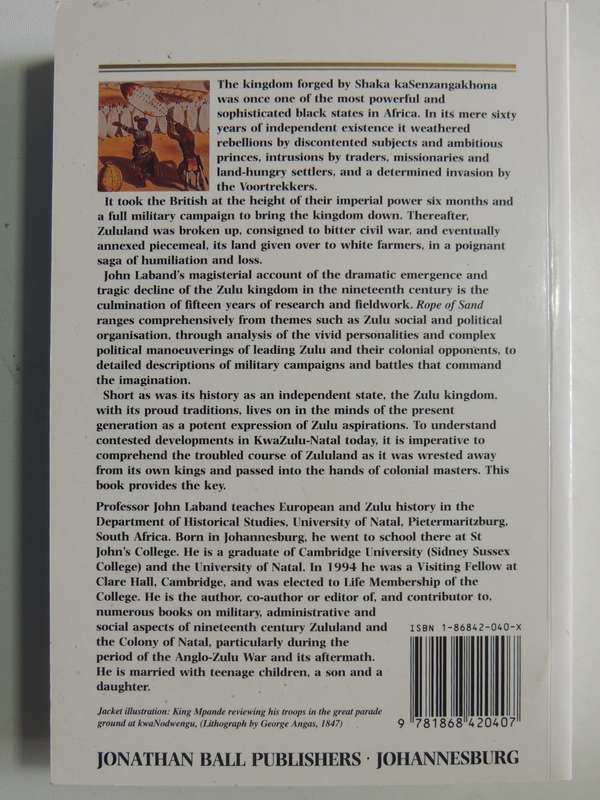 The kingdom forged by Shaka kaSenzangakhona
was once one of the most powerful and
sophisticated black states in Africa. In its mere sixty
years of independent existence it weathered
rebellions by discontented subjects and ambitious
princes, intrusions by traders, missionaries and
land-hungry settlers, and a determined invasion by
the Voortrekkers.
It took the British at the height of their imperial power six months and
a full military campaign to bring the kingdom down. Thereafter,
Zululand was broken up, consigned to bitter civil war, and eventually
annexed piecemeal, its land given over to white farmers, in a poignant
saga of humiliation and loss.
John Laband's magisterial account of the dramatic emergence and
tragic decline of the Zulu kingdom in the nineteenth century is the
culmination of fifteen years of research and fieldwork. Rope of Sand
ranges comprehensively from themes such as Zulu social and political
organisation, through analysis of the vivid personalities and complex
political manoeuverings of leading Zulu and their colonial opponents, to
detailed descriptions of military campaigns and battles that command
the imagination.
Short as was its history as an independent state, the Zulu kingdom,
with its proud traditions, lives on in the minds of the present
generation as a potent expression of Zulu aspirations. To understand
contested developments in KwaZulu-Natal today, it is imperative to
comprehend the troubled course of Zululand as it was wrested away
from its own kings and passed into the hands of colonial masters. This
book provides the key.
Professor John Laband teaches European and Zulu history in the
Department of Historical Studies, University of Natal, Pietermaritzburg,
South Africa. Born in Johannesburg, he went to school there at St
John's College. He is a graduate of Cambridge University (Sidney Sussex
College) and the University of Natal. In 1994 he was a Visiting Fellow at
Clare Hall, Cambridge, and was elected to Life Membership of the
College. He is the author, co-author or editor of, and contributor to,
numerous books on military, administrative and
social aspects of nineteenth century Zululand and
the Colony of Natal, particularly during the
period of the Anglo-Zulu War and its aftermath.
He is married with teenage children, a son and a
daughter.
Jacket illustration: King Mpande reviewing his troops in the great parade
ground at kwaNodwengu, (Lithograph by George Angas, 1847)
ISBN 1-86842-040-X
9 781868 420407
JONATHAN BALL PUBLISHERS · JOHANNESBURG